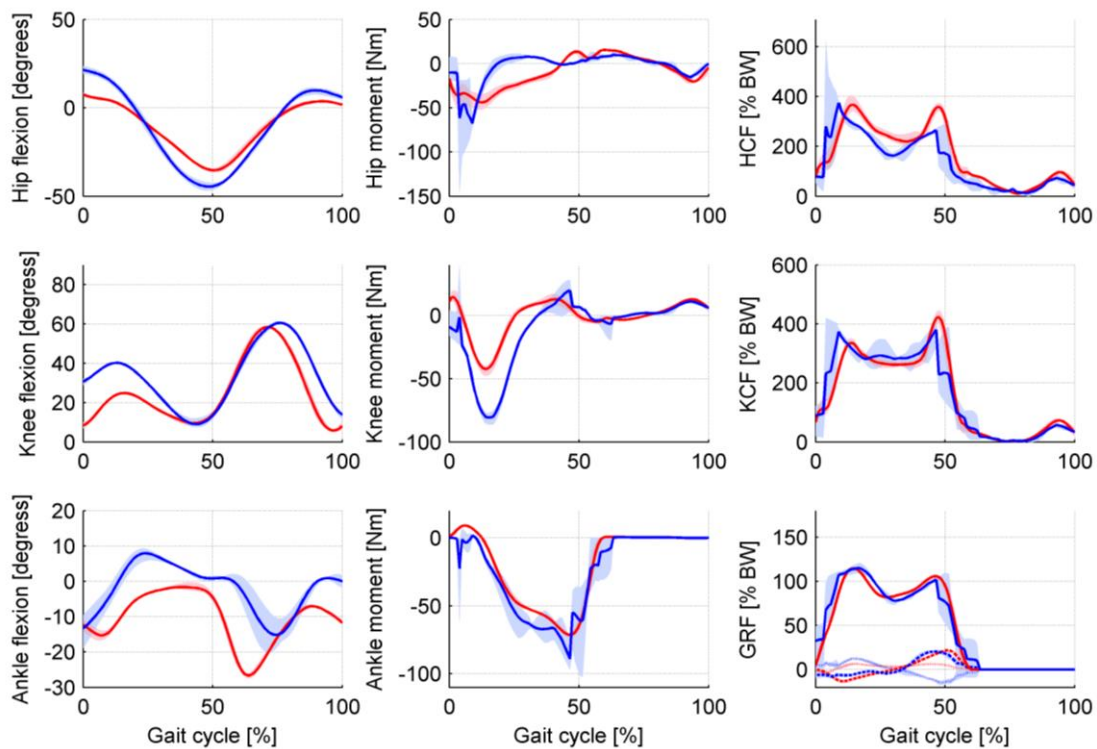 Hip flexion [degrees]
50
0
-50
0 50 100
Hip moment [Nm]
50
0
-50
-100
-150
0 50 100
HCF [% BW]
600
400
200
0
0 50 100
Knee flexion [degress]
80
60
40
20
0
0 50 100
Knee moment [Nm]
0
-50
-100
0 50 100
KCF [% BW]
600
400
200
0
0 50 100
Ankle flexion [degress]
20
10
0
-10
-20
-30
0 50 100
Gait cycle [%]
Ankle moment [Nm]
0
-50
-100
0 50 100
Gait cycle [%]
GRF [% BW]
150
100
50
0
0 50 100
Gait cycle [%]